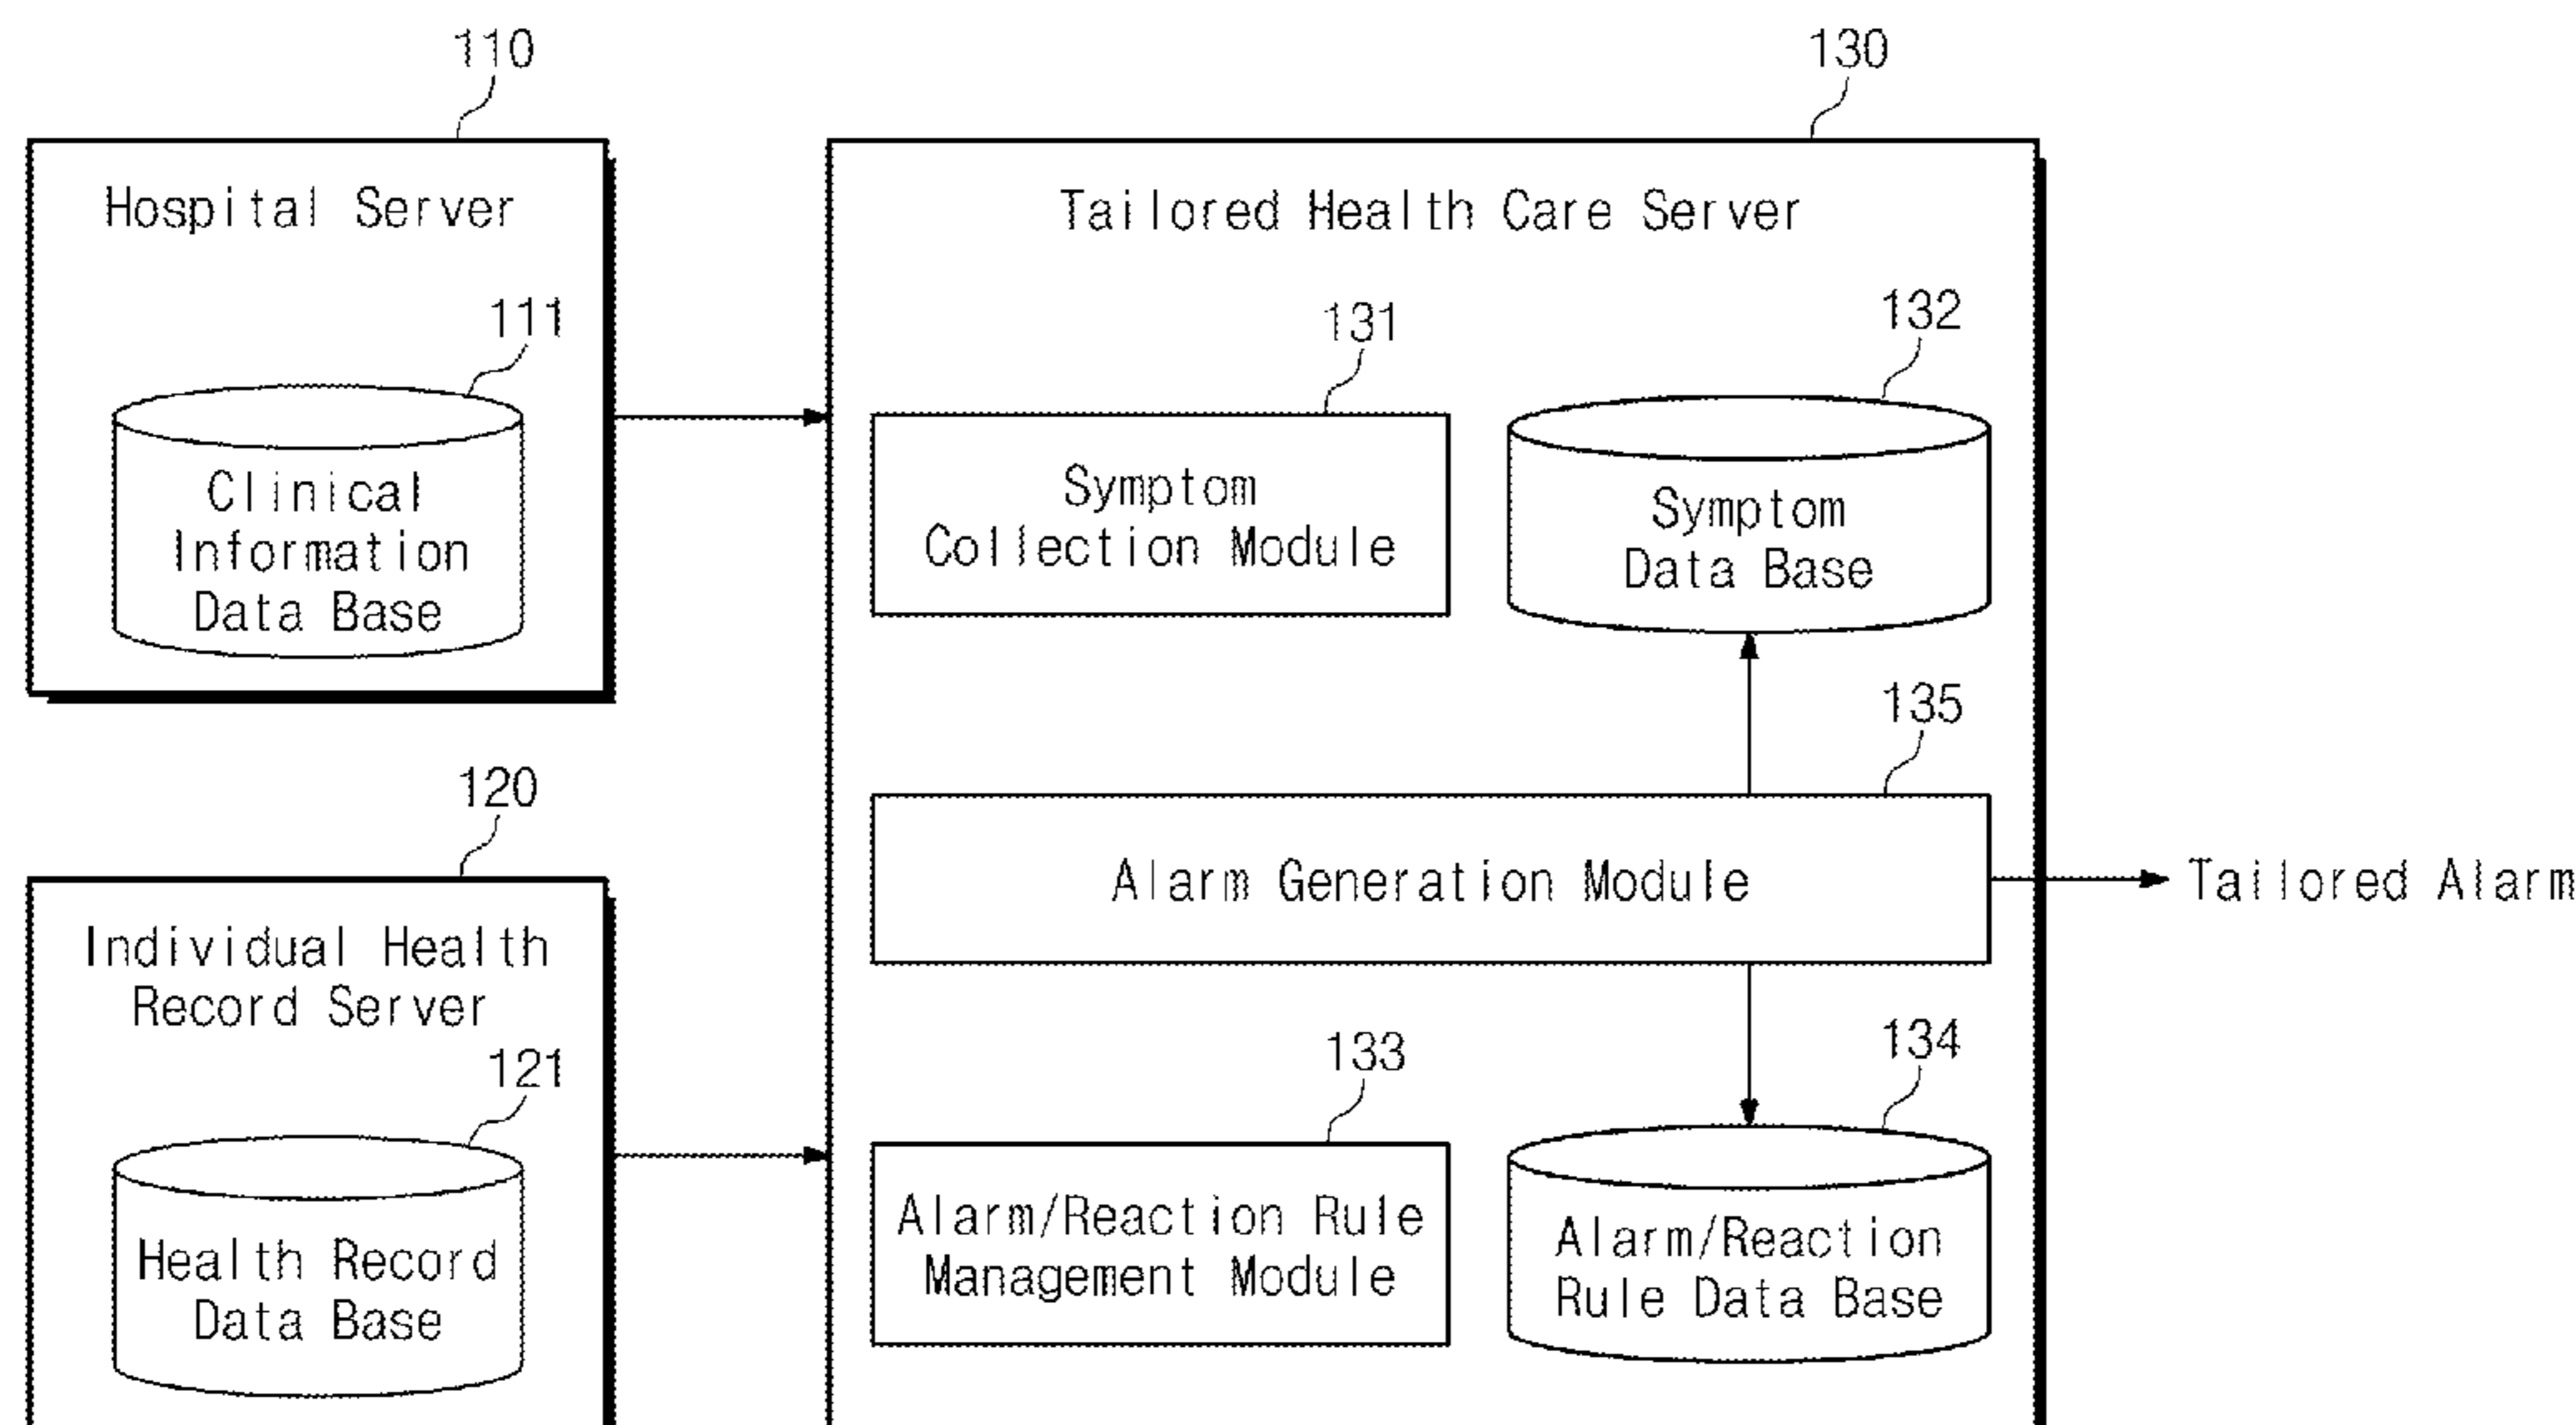 110
Hospital Server
111
Clinical
Information
Data Base
120
Individual Health
Record Server
121
Health Record
Data Base
130
Tailored Health Care Server
131
Symptom
Collection Module
132
Symptom
Data Base
135
Alarm Generation Module
Tailored Alarm
133
Alarm/Reaction Rule
Management Module
134
Alarm/Reaction
Rule Data Base